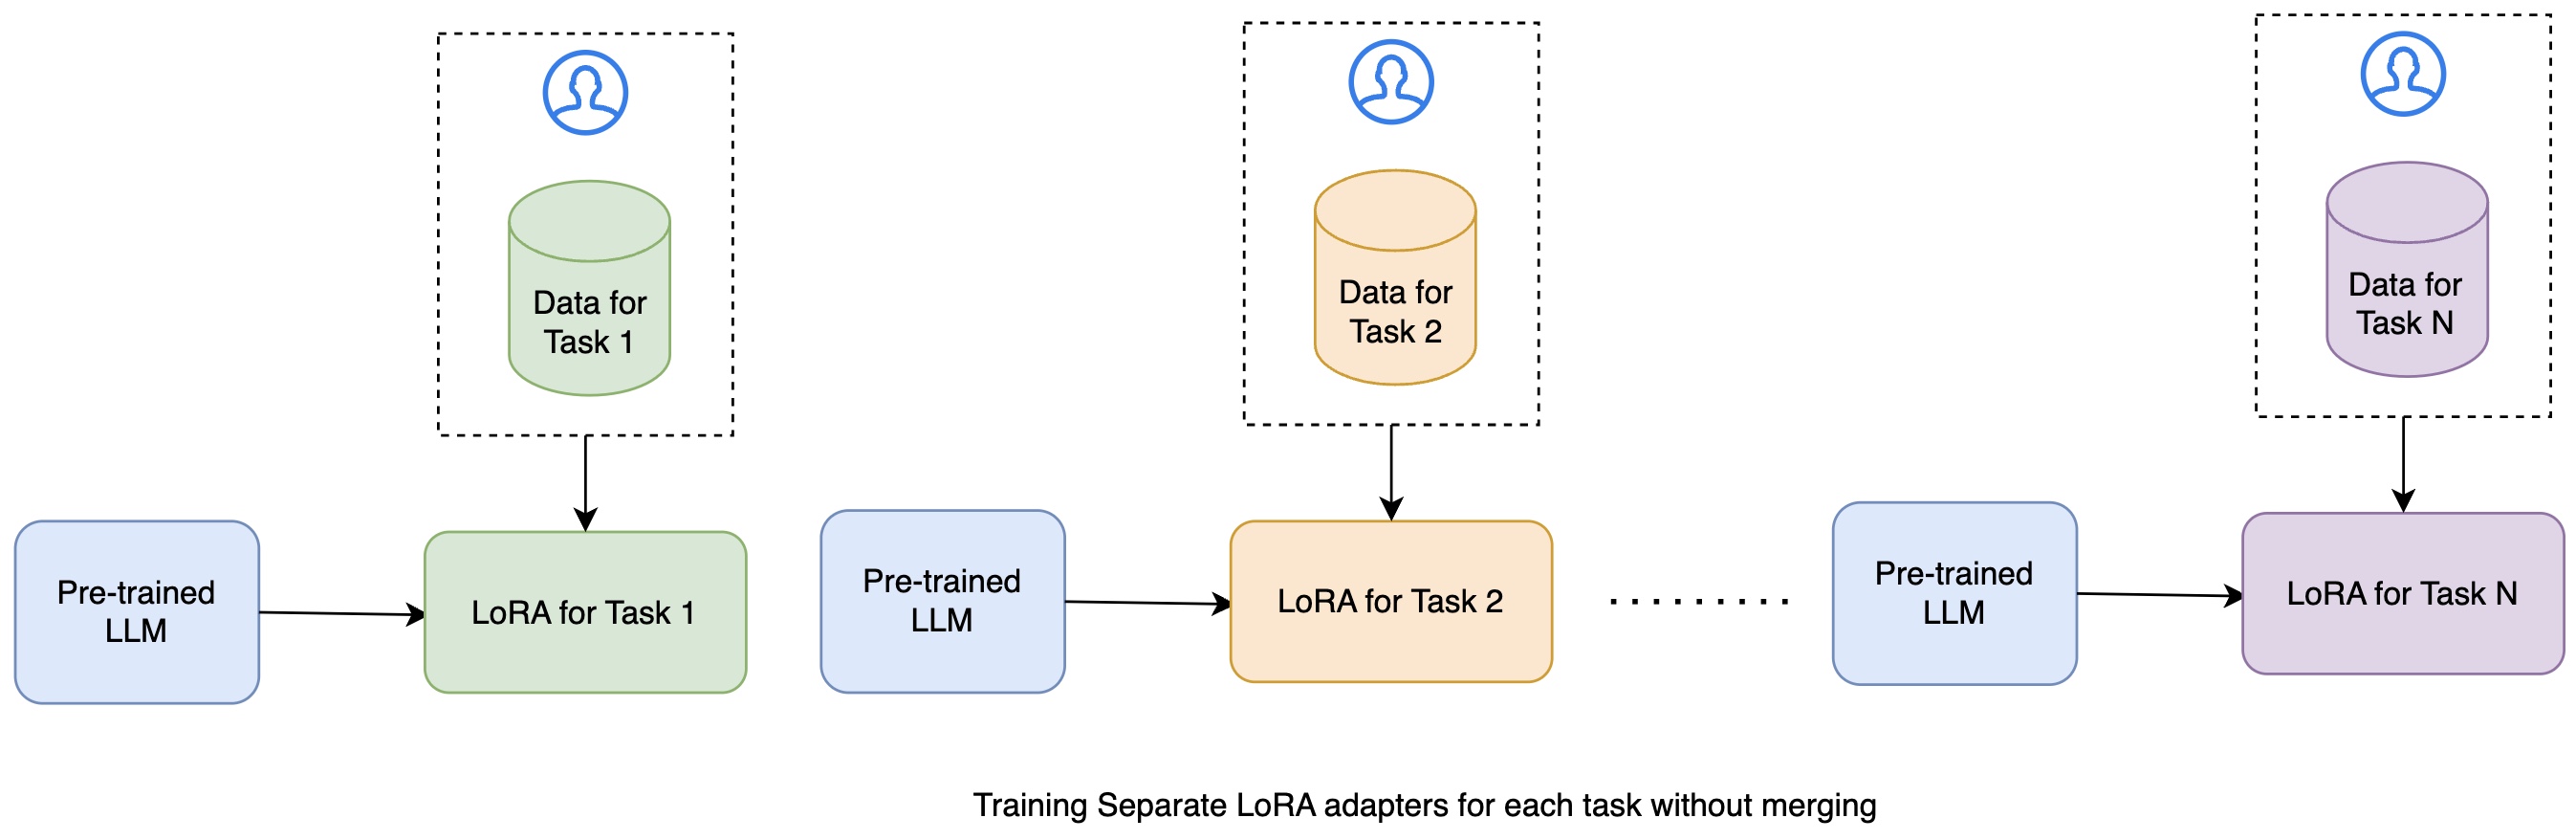 Data for
Task 1
Data for
Task 2
Data for
Task N
Pre-trained
LLM
LoRA for Task 1
Pre-trained
LLM
LoRA for Task 2
.........
Pre-trained
LLM
LoRA for Task N
Training Separate LoRA adapters for each task without merging